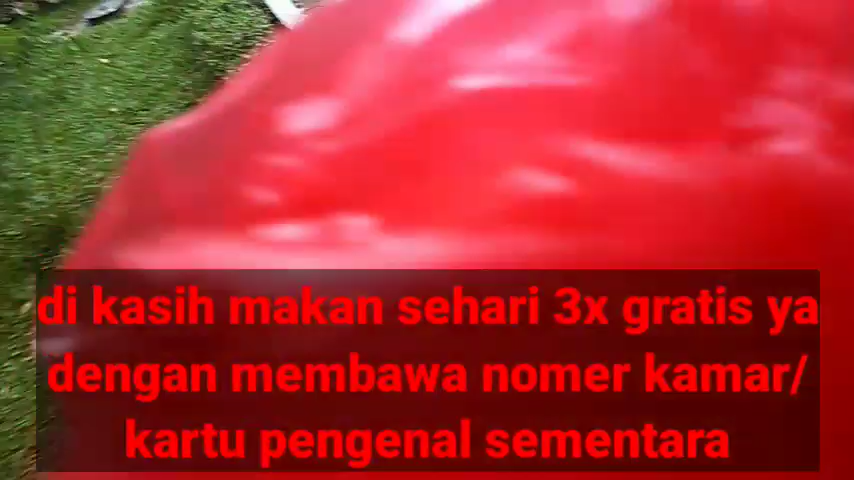 di kasih makan sehari 3x gratis ya
dengan membawa nomer kamar/
kartu pengenal sementara